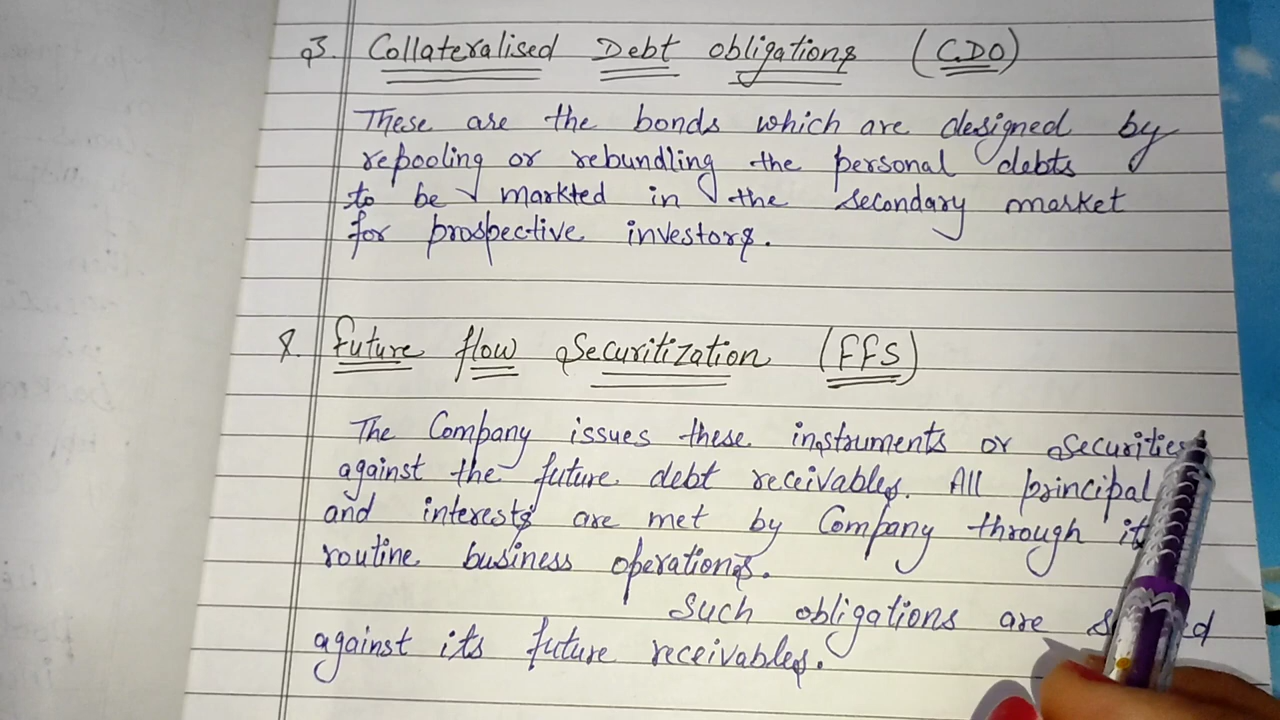 3. Collateralised Debt obligations (CDO)
These are the bonds which are designed by
repooling or rebundling the personal debts
to be markted in the secondary market
for prospective investors.
Future flow Securitization (FFS)
The Company issues these instruments or securities
against the future debt receivables. All principal
and interests are met by Company through
routine business operations.
Such obligations are
against its future receivables.